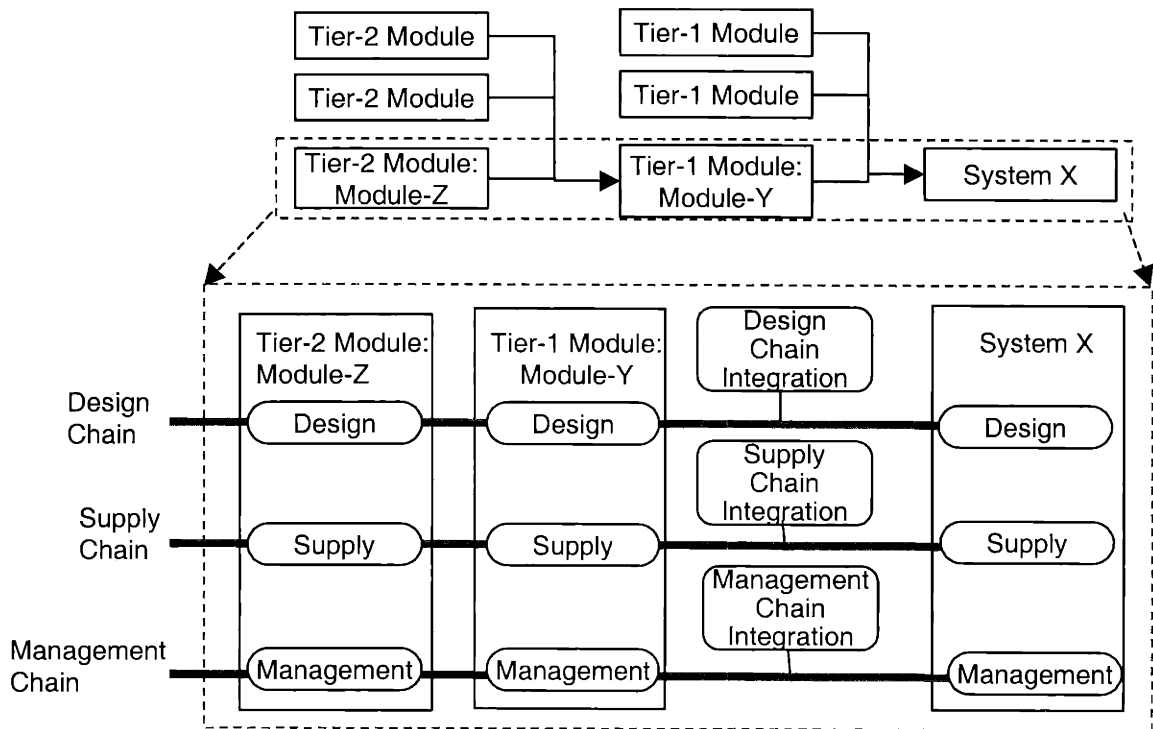 Tier-2 Module
Tier-1 Module
Tier-2 Module
Tier-1 Module
Tier-2 Module:
Module-Z
Tier-1 Module:
Module-Y
System X
Tier-2 Module:
Module-Z
Tier-1 Module:
Module-Y
Design
Chain
Integration
System X
Design
Chain
Design
Design
Design
Supply
Chain
Integration
Supply
Chain
Supply
Supply
Supply
Management
Chain
Integration
Management
Chain
Management
Management
Management